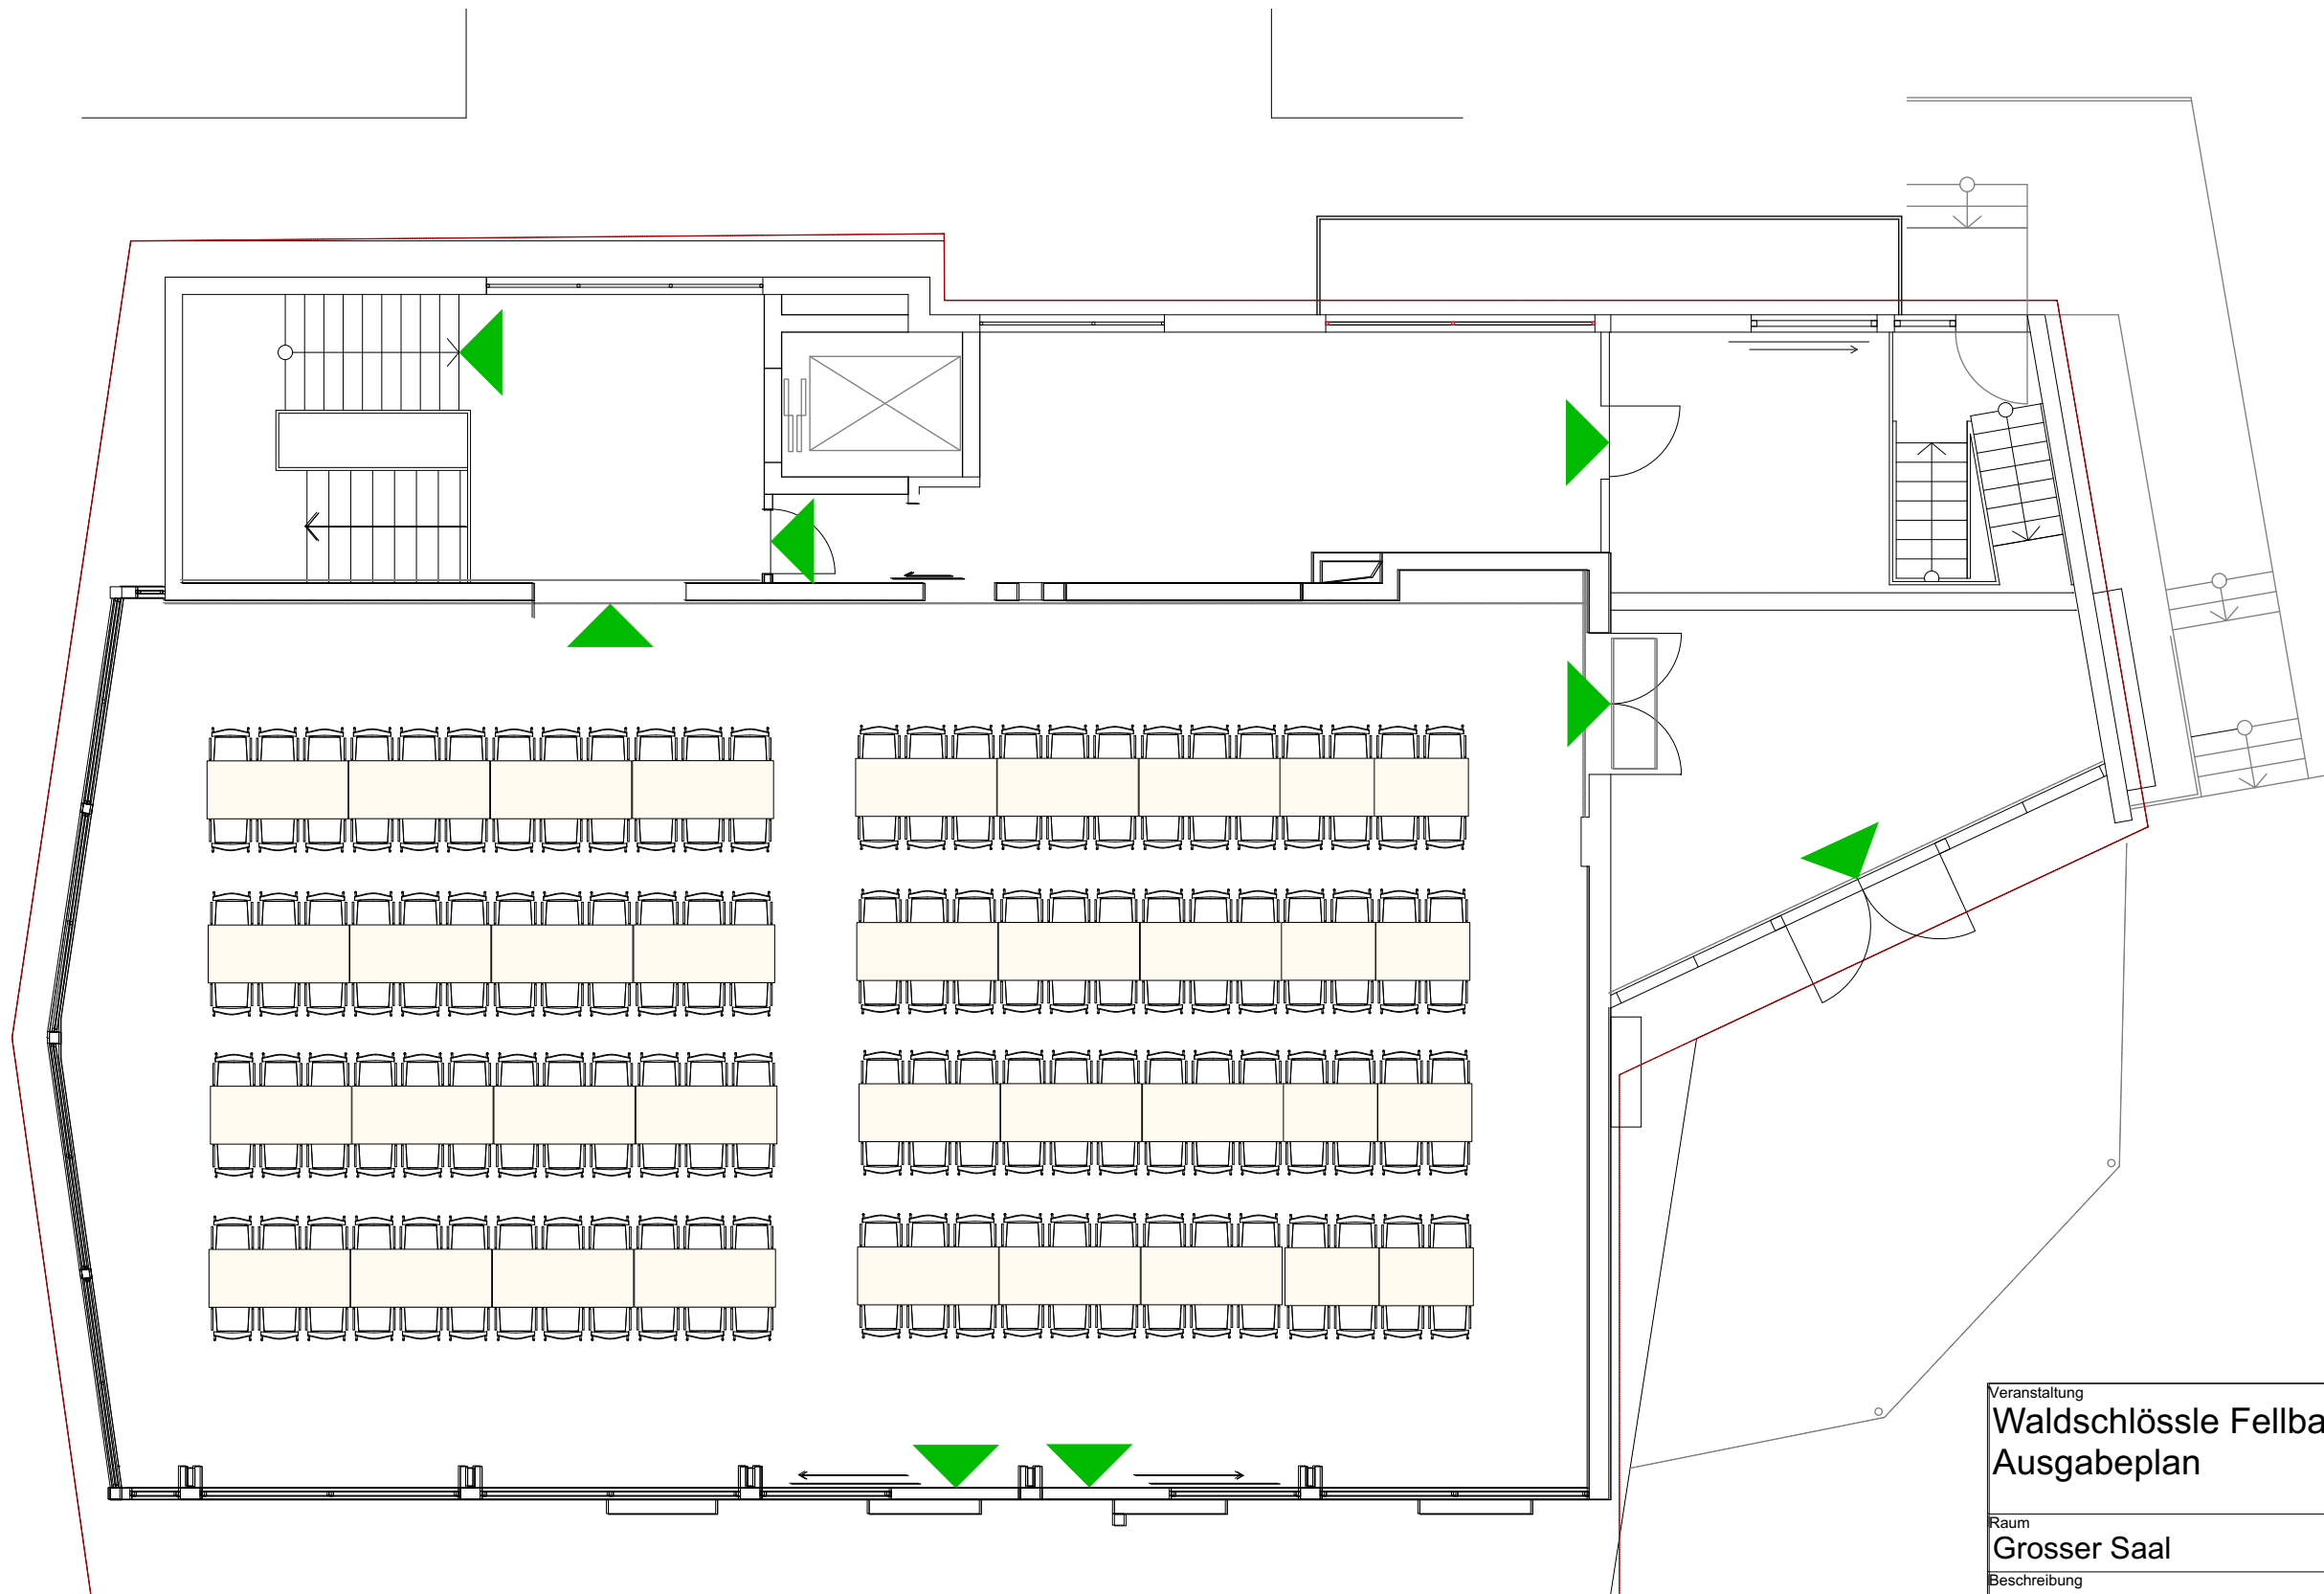 Veranstaltung
Waldschlössle Fellba
Ausgabeplan
Raum
Grosser Saal
Beschreibung